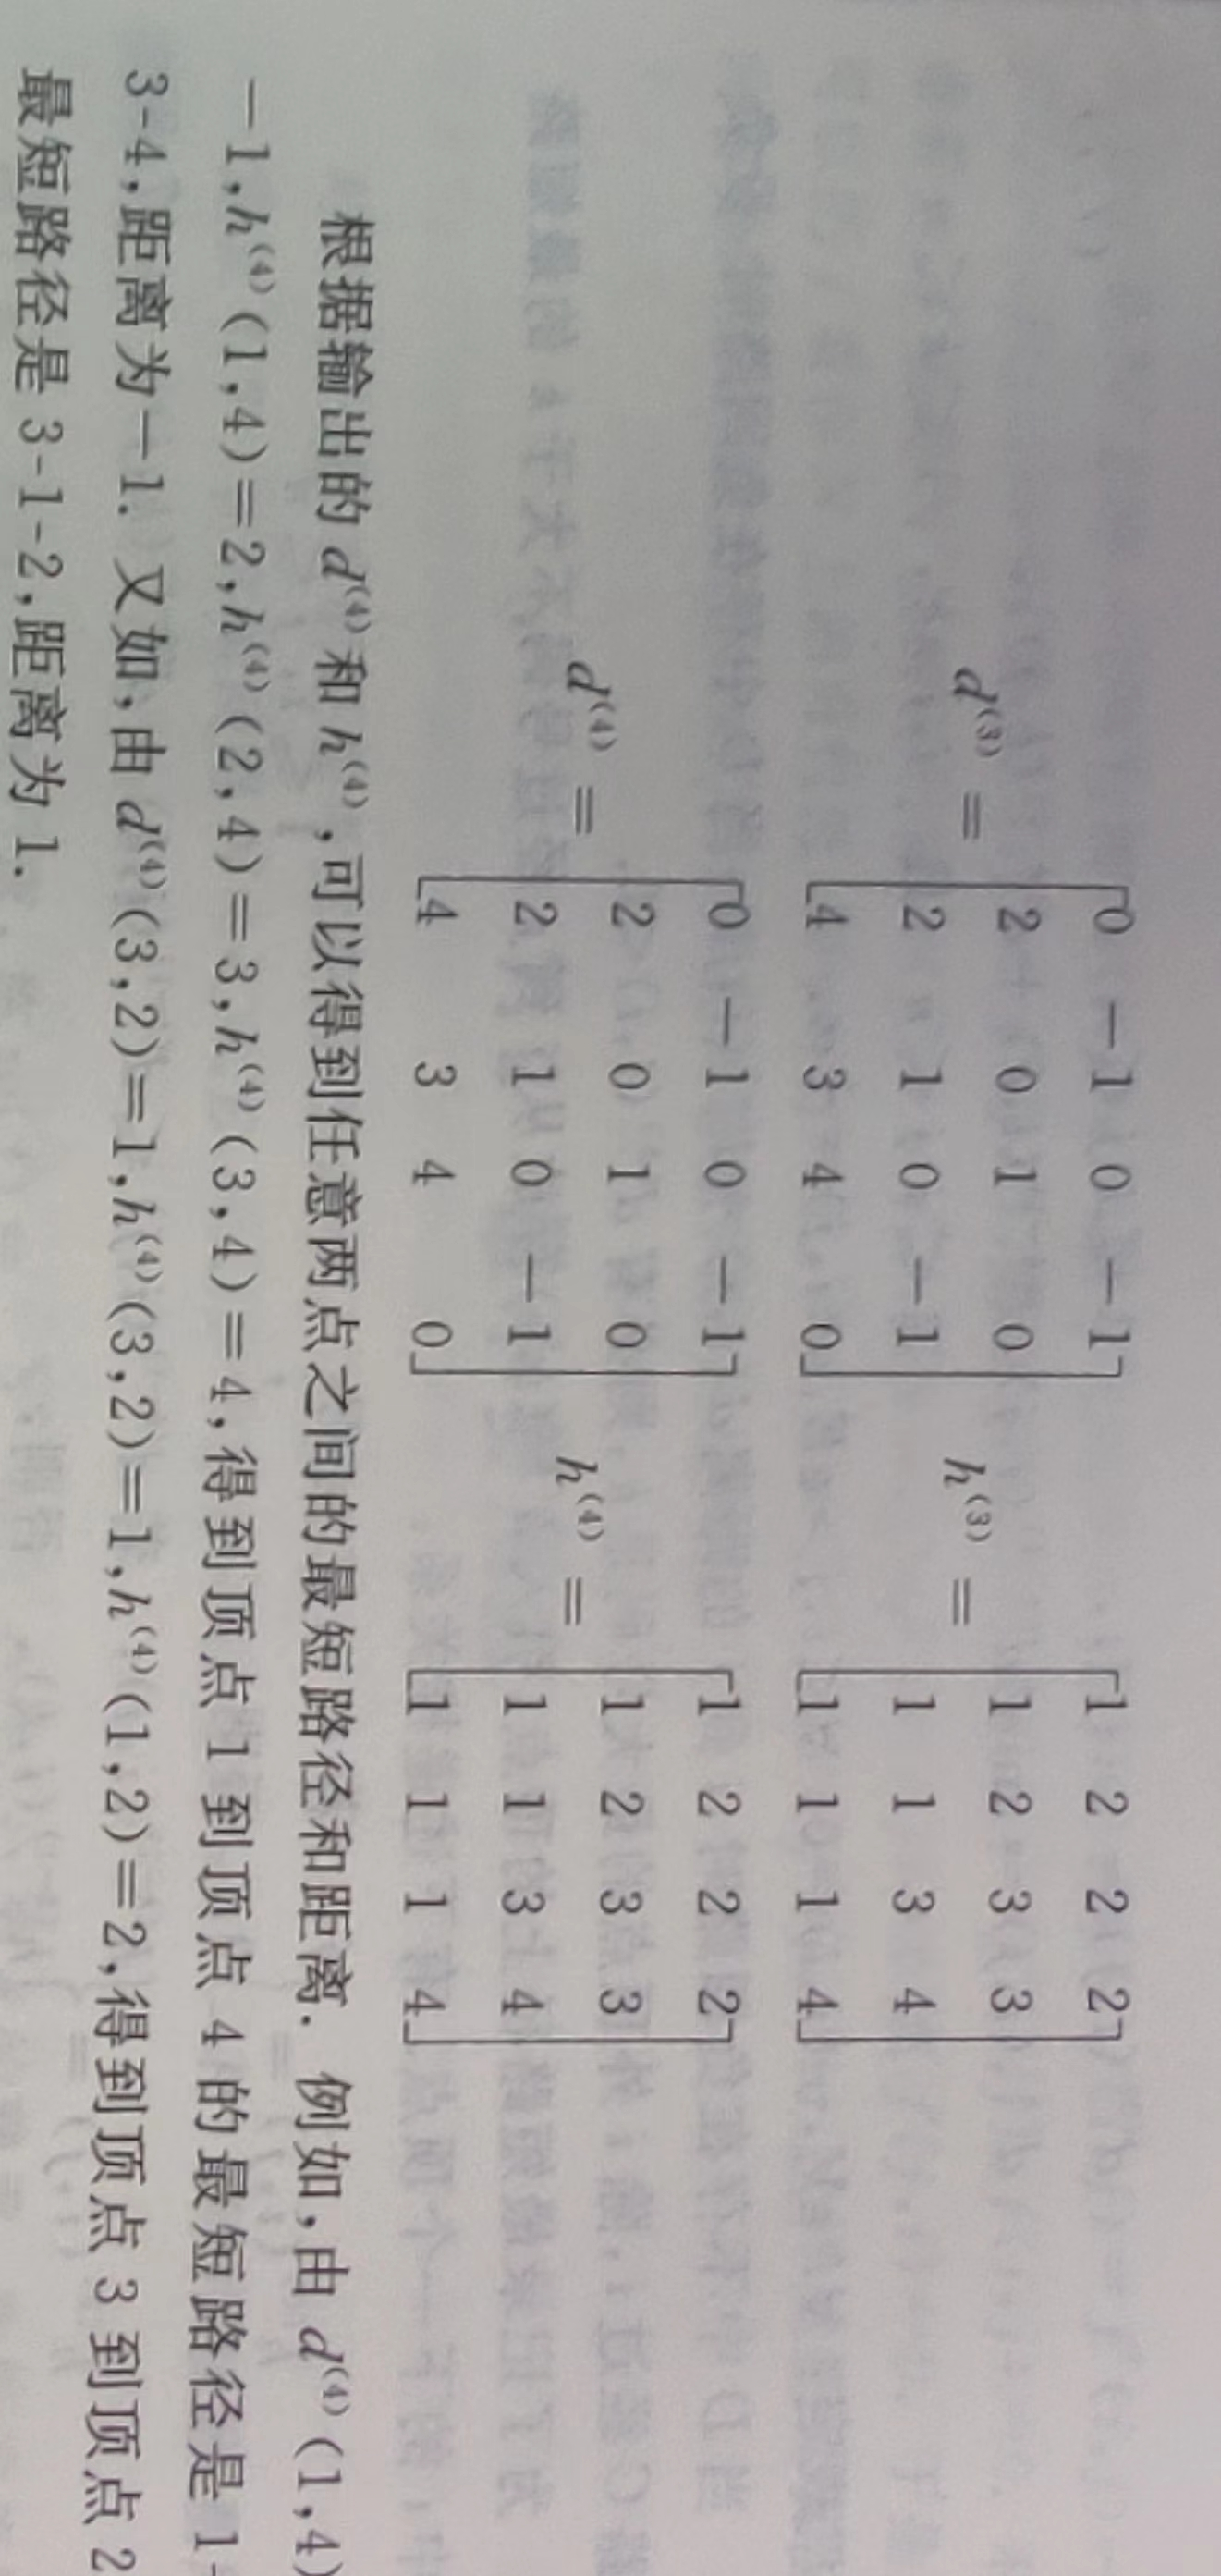 d⁽³⁾ = [0 −1 0 −1; 2 0 1 0; 2 1 0 −1; 4 3 4 0] h⁽³⁾ = [1 2 2 2; 1 2 3 3; 1 1 3 4; 1 1 1 4]
d⁽⁴⁾ = [0 −1 0 −1; 2 0 1 0; 2 1 0 −1; 4 3 4 0] h⁽⁴⁾ = [1 2 2 2; 1 2 3 3; 1 1 3 4; 1 1 1 4]
根据输出的 d⁽⁴⁾ 和 h⁽⁴⁾,可以得到任意两点之间的最短路径和距离. 例如,由 d⁽⁴⁾(1,4)
−1,h⁽⁴⁾(1,4)=2,h⁽⁴⁾(2,4)=3,h⁽⁴⁾(3,4)=4,得到顶点 1 到顶点 4 的最短路径是 1-
3-4,距离为−1. 又如,由 d⁽⁴⁾(3,2)=1,h⁽⁴⁾(3,2)=1,h⁽⁴⁾(1,2)=2,得到顶点 3 到顶点 2
最短路径是 3-1-2,距离为 1.